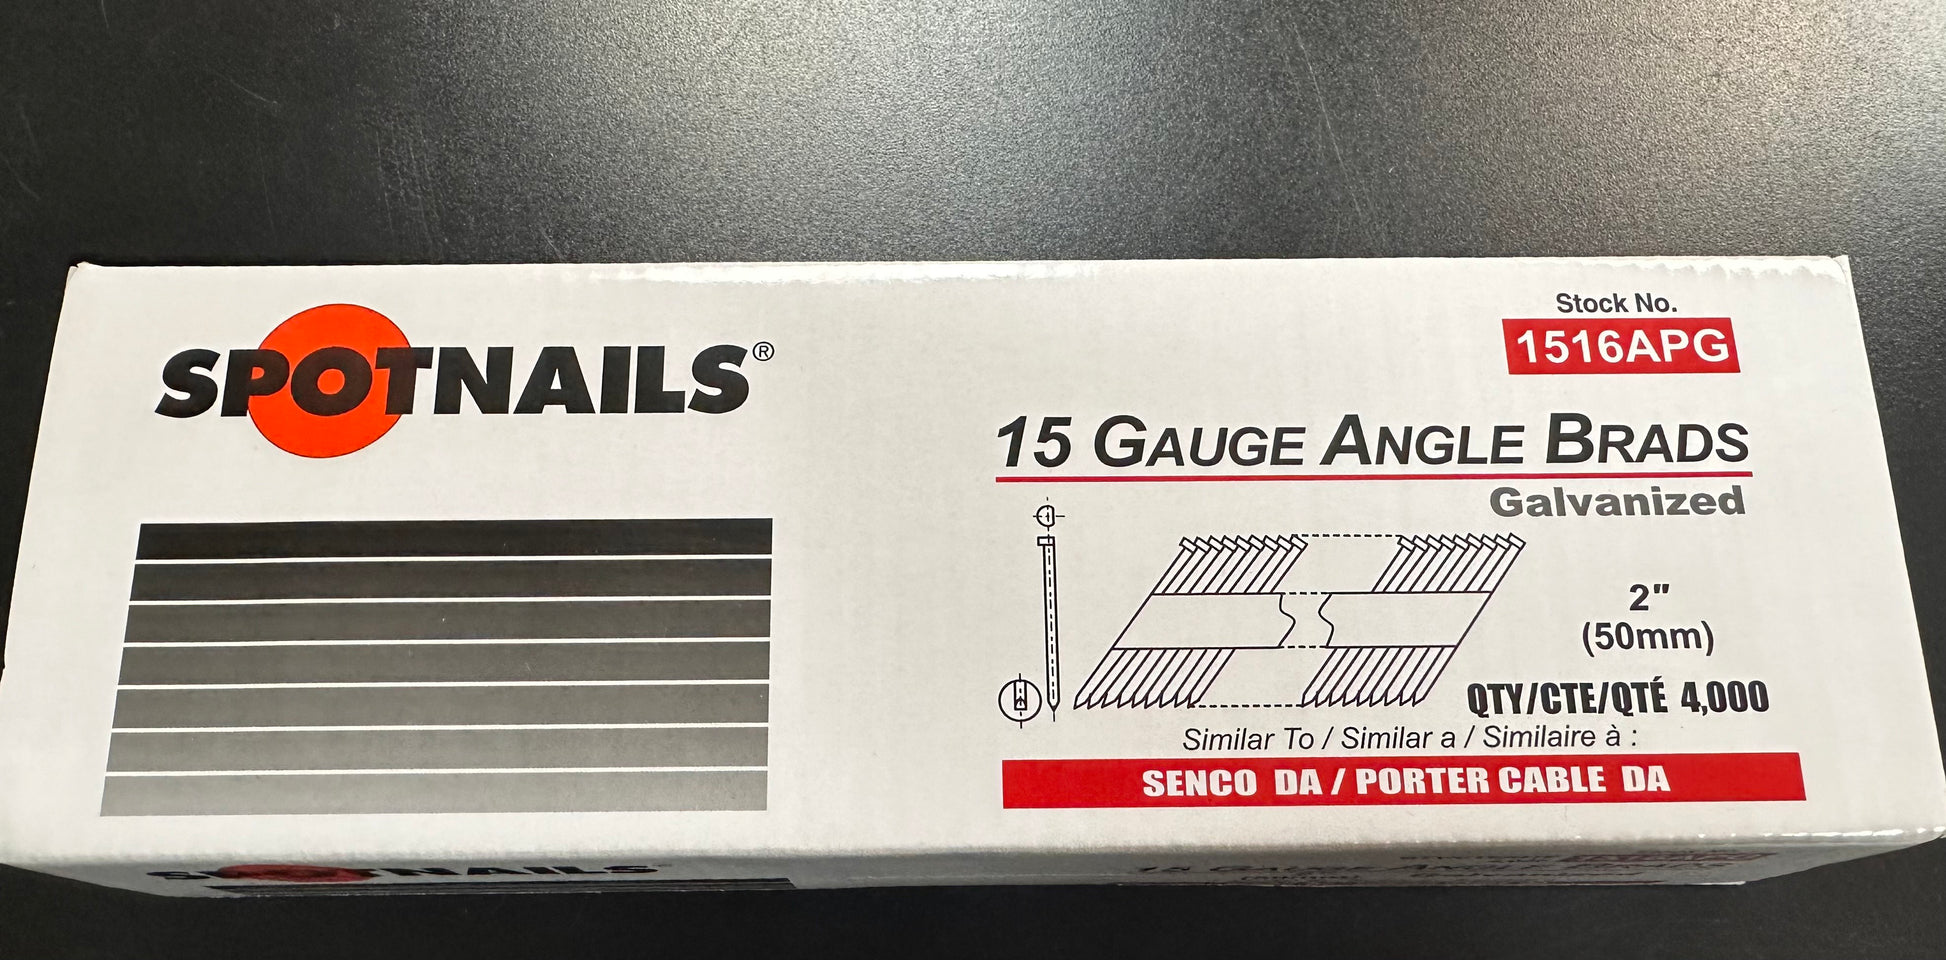 SPOTNAILS®
Stock No.
1516APG
15 GAUGE ANGLE BRADS
Galvanized
2"
(50mm)
QTY/CTE/QTÉ 4,000
Similar To / Similar a / Similaire à :
SENCO DA / PORTER CABLE DA
SPOTNAILS